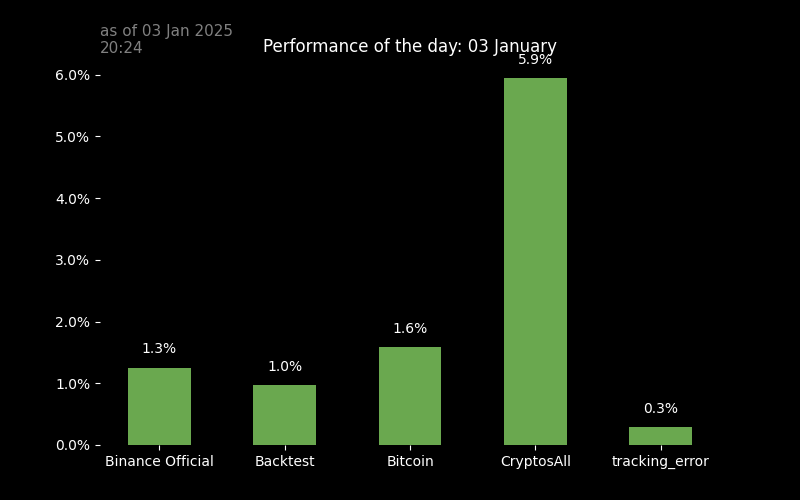 as of 03 Jan 2025
20:24
Performance of the day: 03 January
6.0%
5.0%
4.0%
3.0%
2.0%
1.0%
0.0%
1.3%
1.0%
1.6%
5.9%
0.3%
Binance Official
Backtest
Bitcoin
CryptosAll
tracking_error